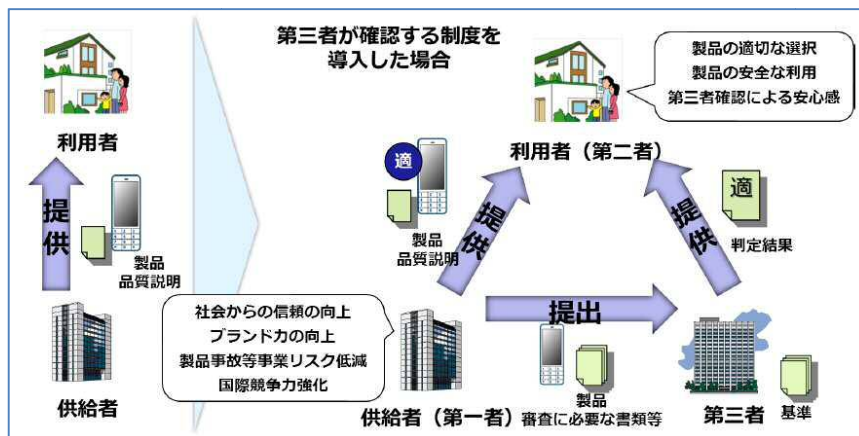 第三者が確認する制度を
導入した場合
利用者
提供
製品
品質説明
供給者
製品の適切な選択
製品の安全な利用
第三者確認による安心感
利用者（第二者）
適
製品
品質説明
提供
提供
適
判定結果
社会からの信頼の向上
ブランド力の向上
製品事故等事業リスク低減
国際競争力強化
提出
供給者（第一者）
製品
審査に必要な書類等
第三者
基準